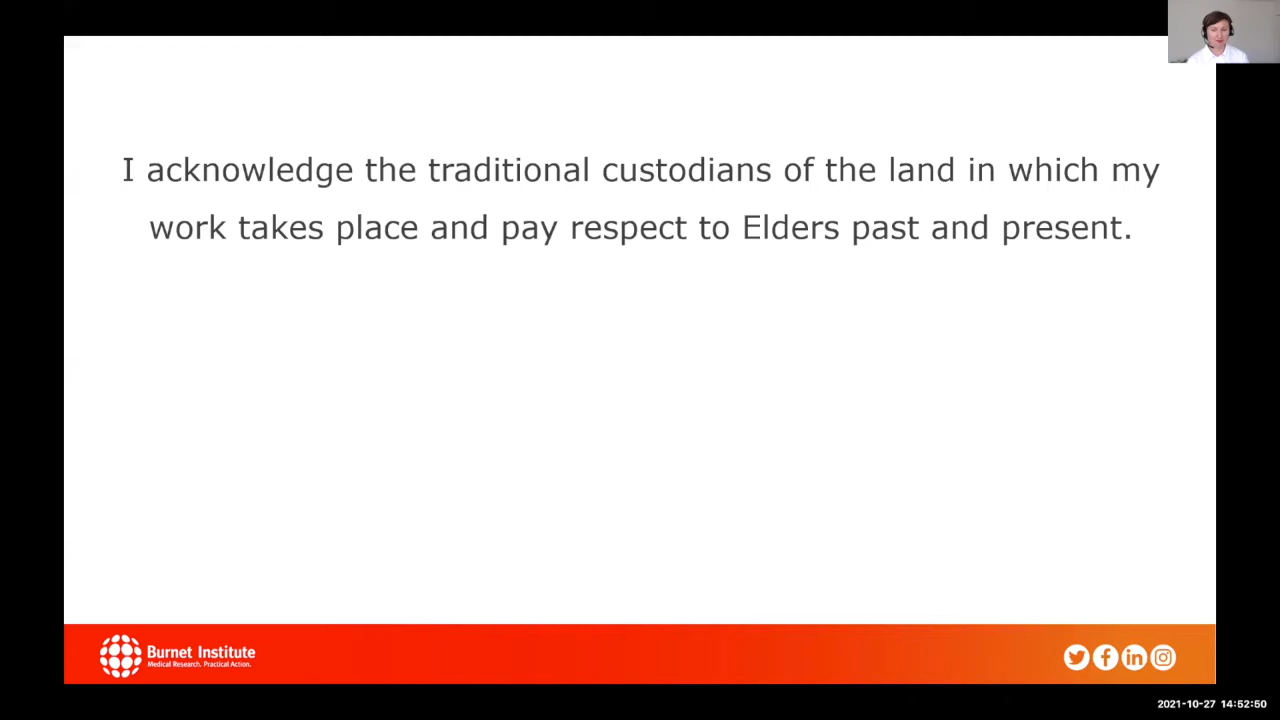 I acknowledge the traditional custodians of the land in which my
work takes place and pay respect to Elders past and present.
Burnet Institute
Medical Research. Practical Action.
2021-10-27 14:52:50